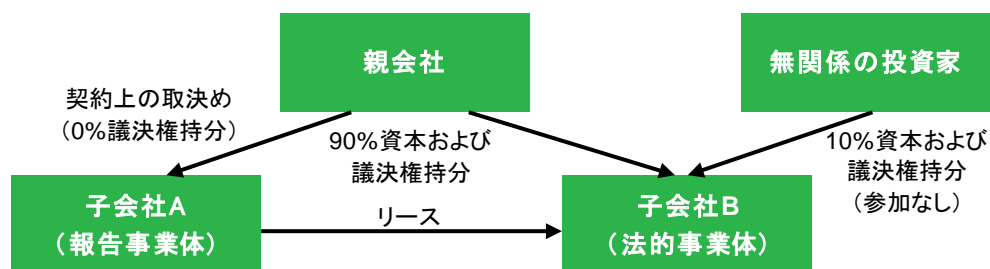 親会社
無関係の投資家
契約上の取決め
（0%議決権持分）
90%資本および
議決権持分
10%資本および
議決権持分
（参加なし）
子会社A
（報告事業体）
リース
子会社B
（法的事業体）